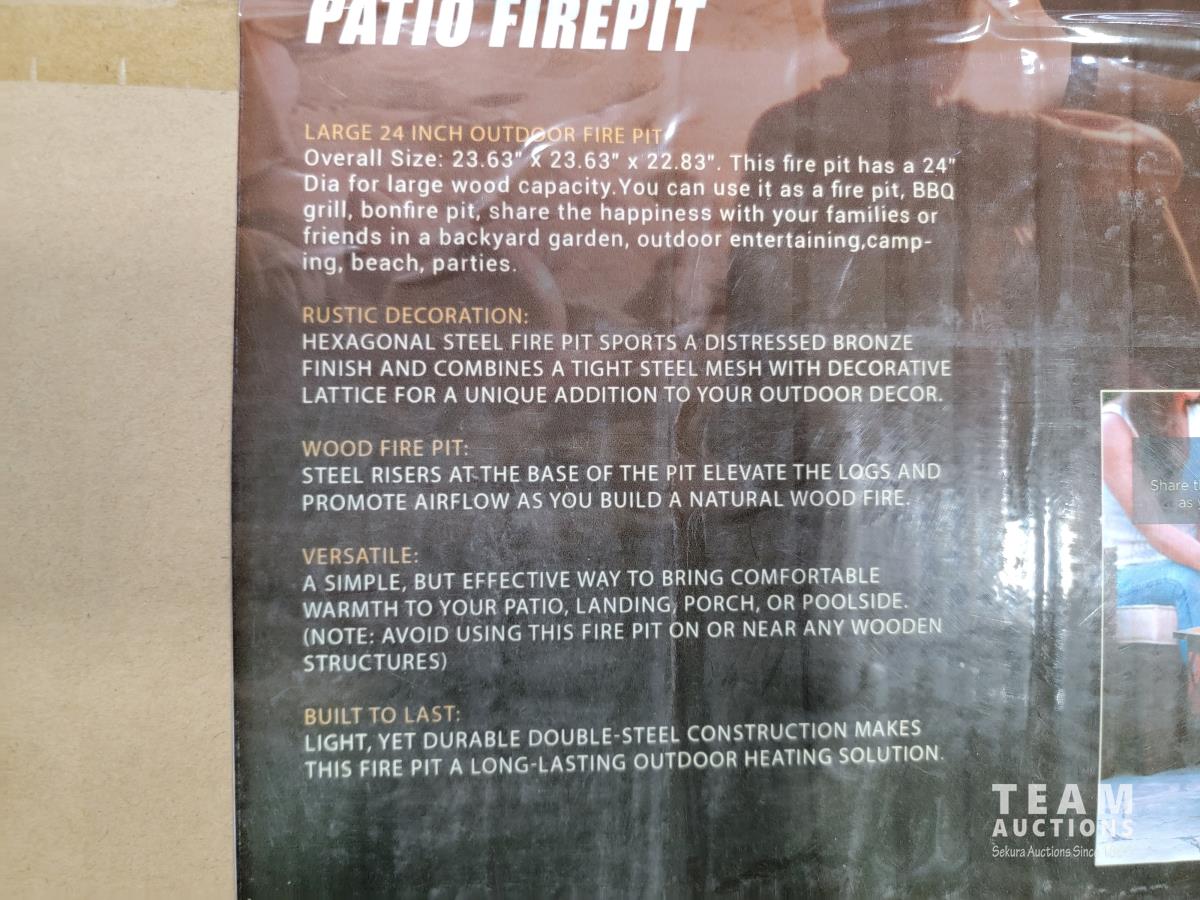 PATIO FIREPIT
LARGE 24 INCH OUTDOOR FIRE PIT
Overall Size: 23.63" x 23.63" x 22.83". This fire pit has a 24"
Dia for large wood capacity.You can use it as a fire pit, BBQ
grill, bonfire pit, share the happiness with your families or
friends in a backyard garden, outdoor entertaining,camp-
ing, beach, parties.
RUSTIC DECORATION:
HEXAGONAL STEEL FIRE PIT SPORTS A DISTRESSED BRONZE
FINISH AND COMBINES A TIGHT STEEL MESH WITH DECORATIVE
LATTICE FOR A UNIQUE ADDITION TO YOUR OUTDOOR DECOR.
WOOD FIRE PIT:
STEEL RISERS AT THE BASE OF THE PIT ELEVATE THE LOGS AND
PROMOTE AIRFLOW AS YOU BUILD A NATURAL WOOD FIRE.
VERSATILE:
A SIMPLE, BUT EFFECTIVE WAY TO BRING COMFORTABLE
WARMTH TO YOUR PATIO, LANDING, PORCH, OR POOLSIDE.
(NOTE: AVOID USING THIS FIRE PIT ON OR NEAR ANY WOODEN
STRUCTURES)
BUILT TO LAST:
LIGHT, YET DURABLE DOUBLE-STEEL CONSTRUCTION MAKES
THIS FIRE PIT A LONG-LASTING OUTDOOR HEATING SOLUTION.
Share
as
TEAM
AUCTIONS
Sekura Auctions Since